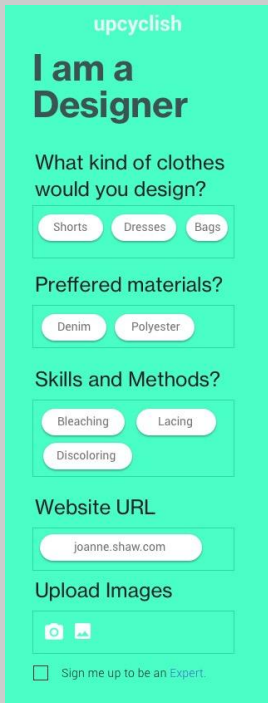 upcyclish
I am a
Designer
What kind of clothes
would you design?
Shorts Dresses Bags
Preffered materials?
Denim Polyester
Skills and Methods?
Bleaching Lacing
Discoloring
Website URL
joanne.shaw.com
Upload Images
Sign me up to be an Expert.